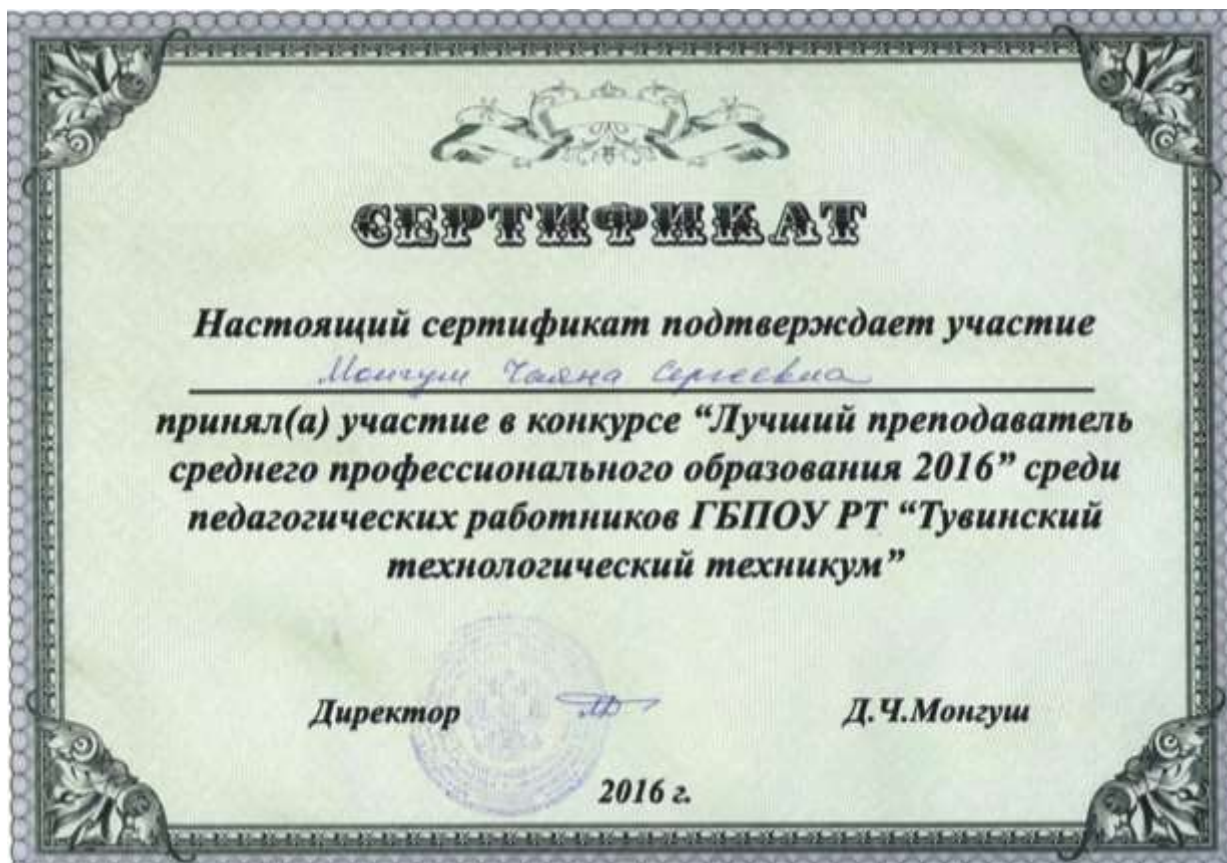 СЕРТИФИКАТ
Настоящий сертификат подтверждает участие
Монгуш Чаяна Сергеевна
принял(а) участие в конкурсе “Лучший преподаватель
среднего профессионального образования 2016” среди
педагогических работников ГБПОУ РТ “Тувинский
технологический техникум”
Директор Д.Ч.Монгуш
2016 г.